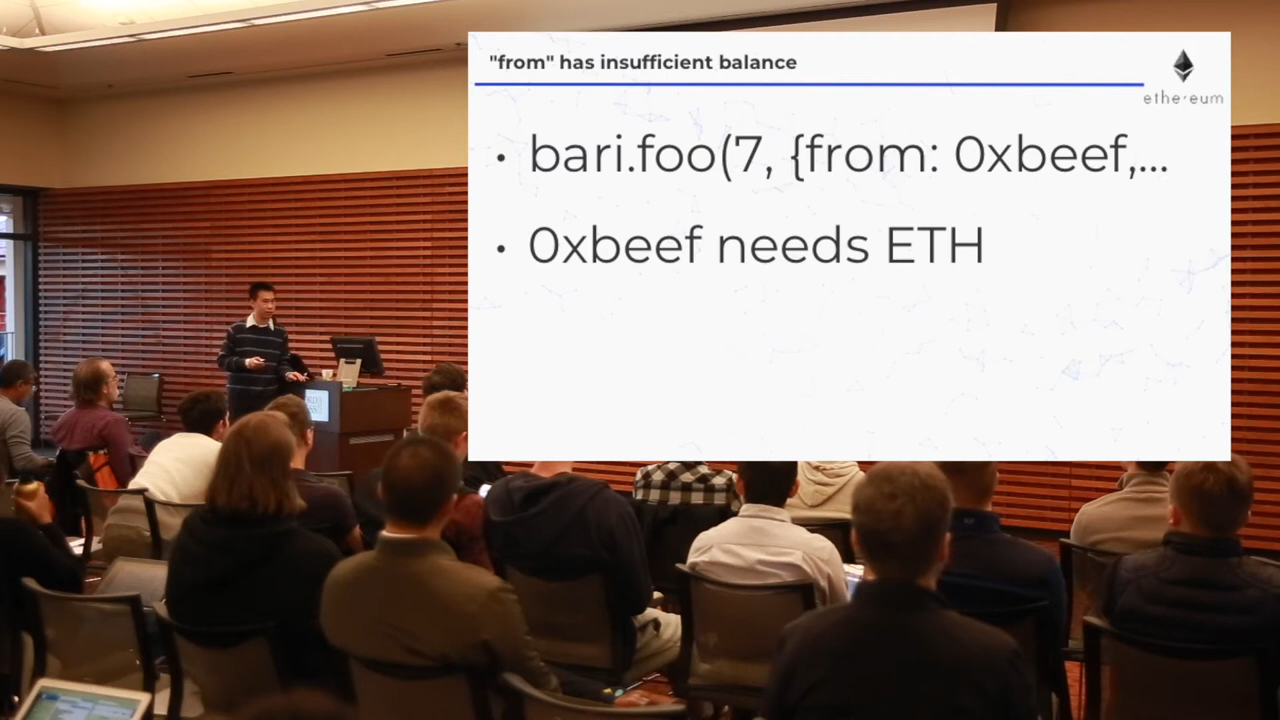 "from" has insufficient balance
ethereum
• bari.foo(7, {from: 0xbeef,...
• 0xbeef needs ETH